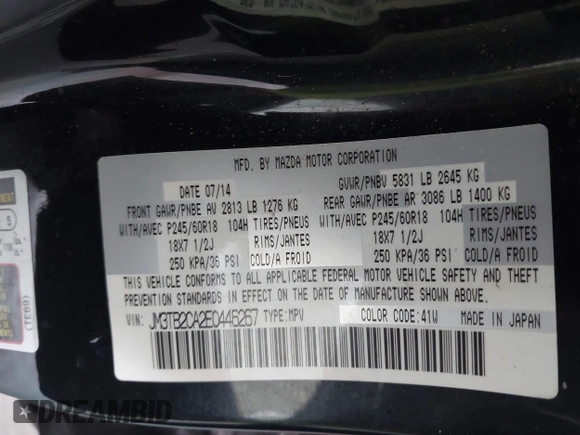 MFD. BY MAZDA MOTOR CORPORATION
DATE 07/14 GVWR/PNBV 5831 LB 2645 KG
FRONT GAWR/PNBE AV 2813 LB 1276 KG REAR GAWR/PNBE AR 3086 LB 1400 KG
WITH/AVEC P245/60R18 104H TIRES/PNEUS WITH/AVEC P245/60R18 104H TIRES/PNEUS
18X7 1/2J RIMS/JANTES 18X7 1/2J RIMS/JANTES
250 KPA/36 PSI COLD/A FROID 250 KPA/36 PSI COLD/A FROID
THIS VEHICLE CONFORMS TO ALL APPLICABLE FEDERAL MOTOR VEHICLE SAFETY AND THEFT
PREVENTION STANDARDS IN EFFECT ON THE DATE OF MANUFACTURE SHOWN ABOVE.
VIN: JM3TB2CA2E0446267 TYPE:MPV COLOR CODE:41W MADE IN JAPAN
5
(TE69)
DREAMBID